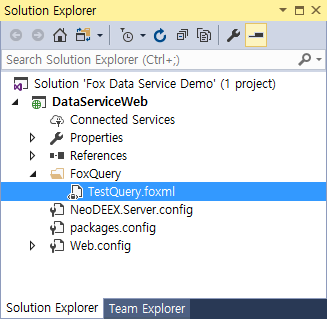 Solution Explorer
Search Solution Explorer (Ctrl+;)
Solution 'Fox Data Service Demo' (1 project)
DataServiceWeb
Connected Services
Properties
References
FoxQuery
TestQuery.foxml
NeoDEEX.Server.config
packages.config
Web.config
Solution Explorer Team Explorer